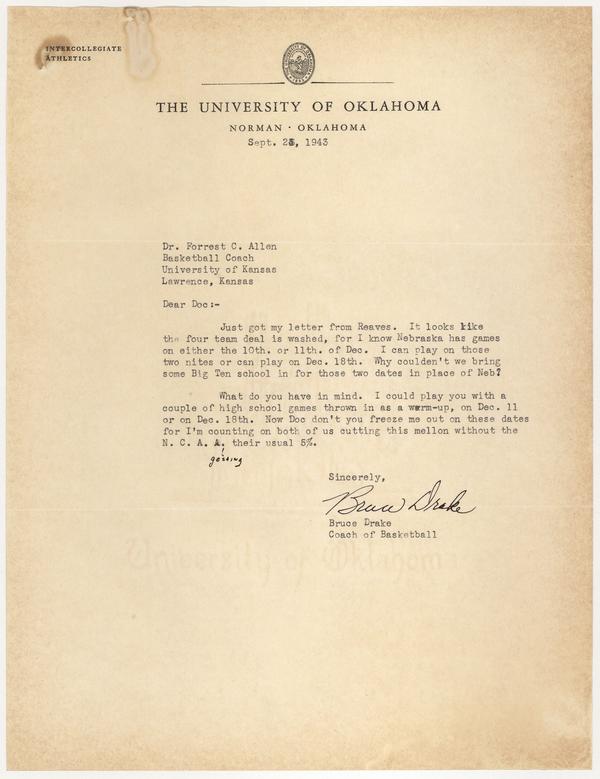 INTERCOLLEGIATE
ATHLETICS
THE UNIVERSITY OF OKLAHOMA
NORMAN · OKLAHOMA
Sept. 2, 1943
Dr. Forrest C. Allen
Basketball Coach
University of Kansas
Lawrence, Kansas
Dear Doc:-
Just got my letter from Reaves. It looks like
the four team deal is washed, for I know Nebraska has games
on either the 10th. or 11th. of Dec. I can play on those
two nites or can play on Dec. 18th. Why coulden't we bring
some Big Ten school in for those two dates in place of Neb?
What do you have in mind. I could play you with a
couple of high school games thrown in as a warm-up, on Dec. 11
or on Dec. 18th. Now Doc don't you freeze me out on these dates
for I'm counting on both of us cutting this mellon without the
N. C. A. A. their usual 5%.
Sincerely,
Bruce Drake
Bruce Drake
Coach of Basketball
University of Oklahoma